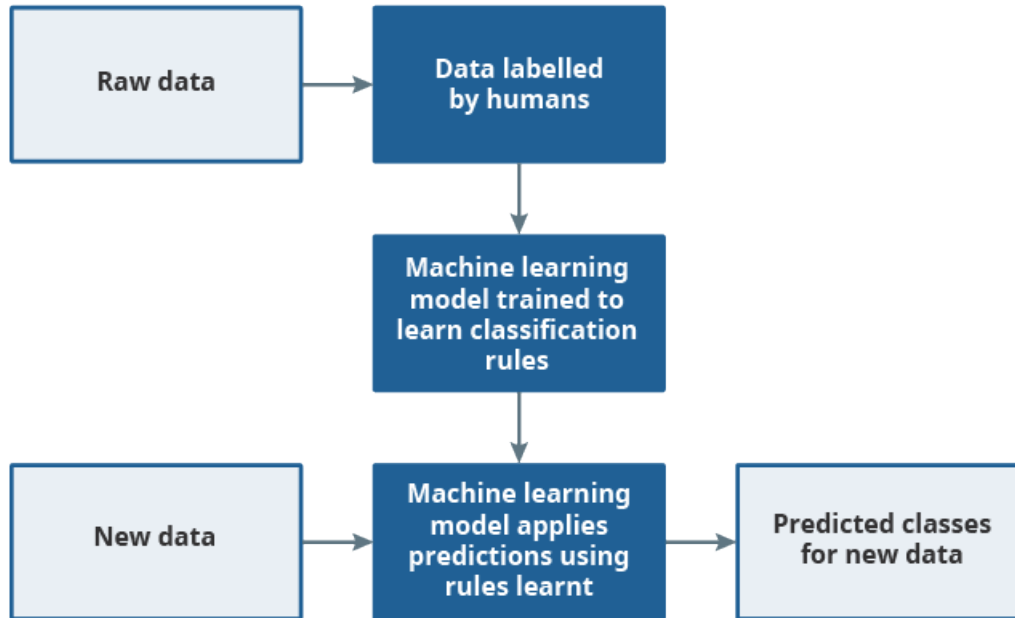 Raw data
Data labelled
by humans
Machine learning
model trained to
learn classification
rules
New data
Machine learning
model applies
predictions using
rules learnt
Predicted classes
for new data